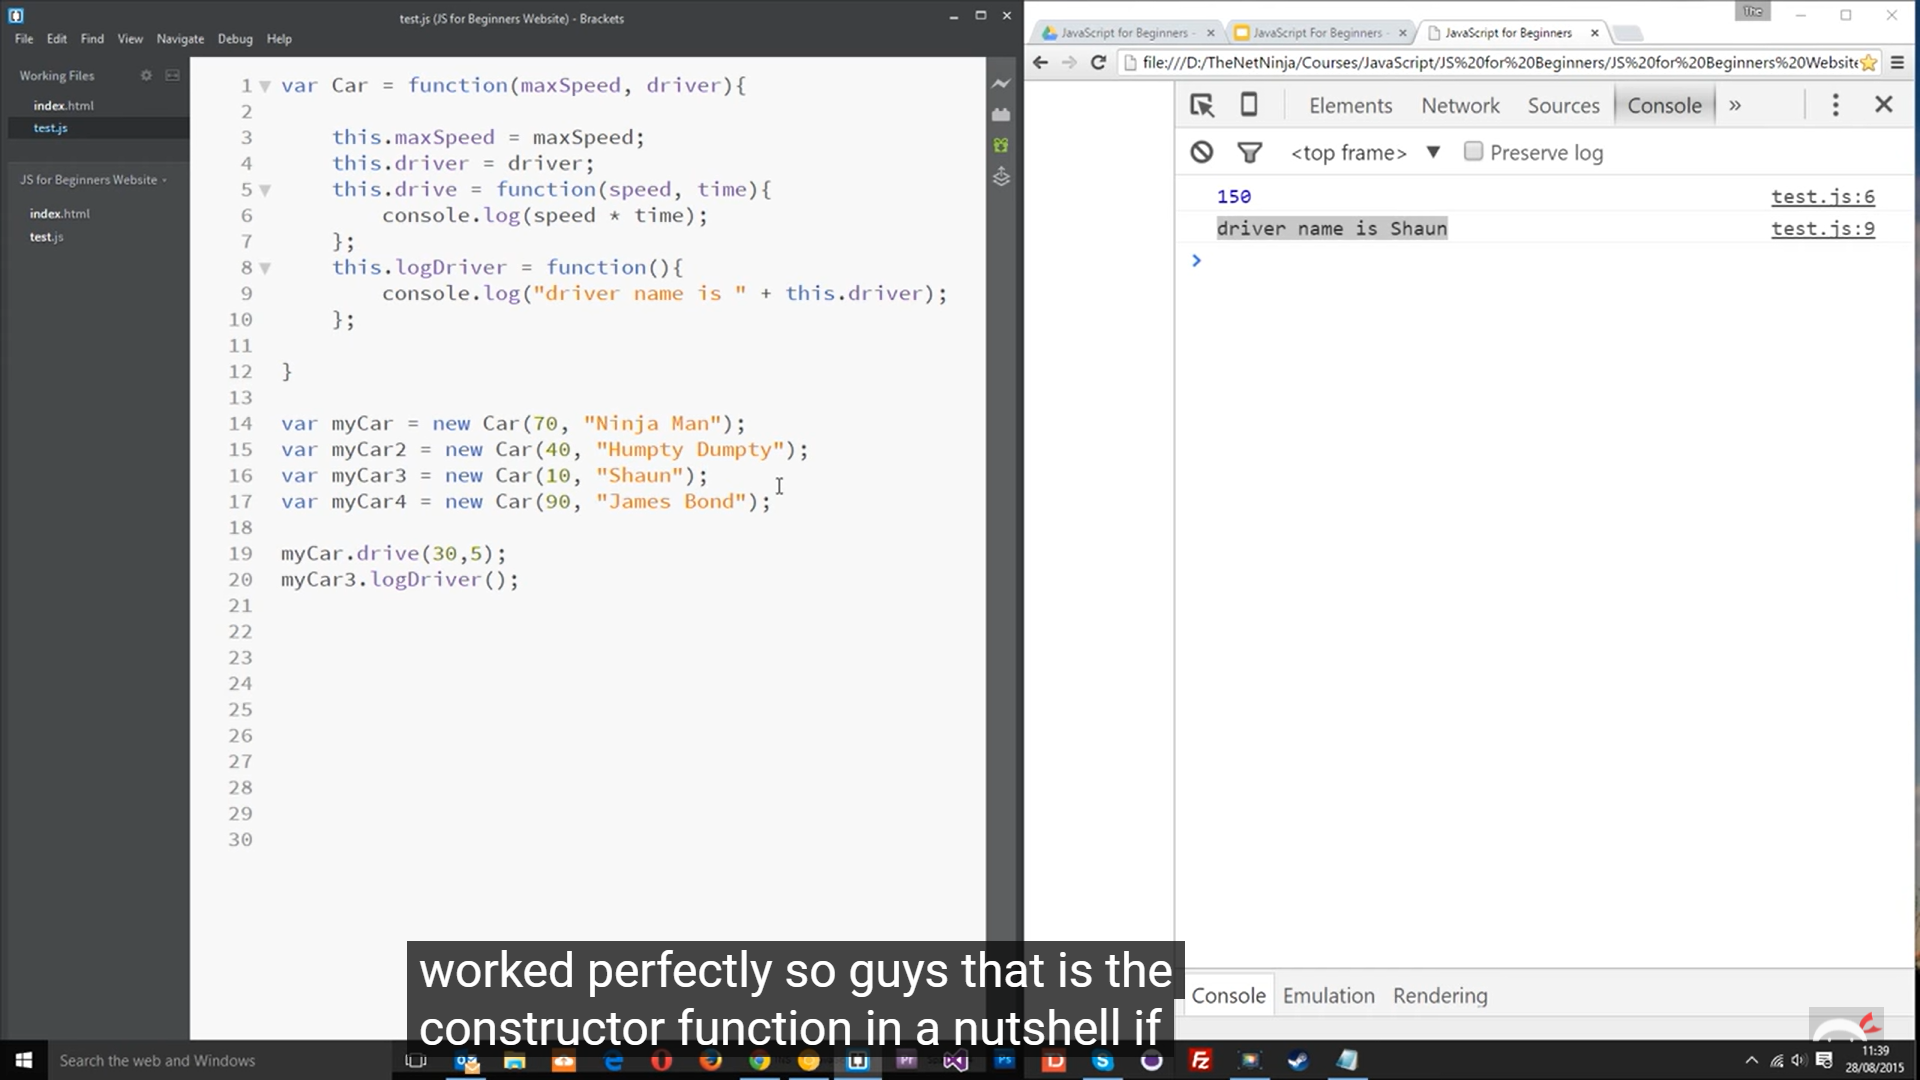 test.js (JS for Beginners Website) - Brackets
File Edit Find View Navigate Debug Help
Working Files
index.html
test.js
JS for Beginners Website
index.html
test.js
1 var Car = function(maxSpeed, driver){
2
3 this.maxSpeed = maxSpeed;
4 this.driver = driver;
5 this.drive = function(speed, time){
6 console.log(speed * time);
7 };
8 this.logDriver = function(){
9 console.log("driver name is " + this.driver);
10 };
11
12 }
13
14 var myCar = new Car(70, "Ninja Man");
15 var myCar2 = new Car(40, "Humpty Dumpty");
16 var myCar3 = new Car(10, "Shaun");
17 var myCar4 = new Car(90, "James Bond");
18
19 myCar.drive(30,5);
20 myCar3.logDriver();
21
22
23
24
25
26
27
28
29
30
The
JavaScript for Beginners - JavaScript For Beginners - JavaScript for Beginners
file:///D:/TheNetNinja/Courses/JavaScript/JS%20for%20Beginners/JS%20for%20Beginners%20Website
Elements Network Sources Console »
<top frame> Preserve log
150 test.js:6
driver name is Shaun test.js:9
Console Emulation Rendering
worked perfectly so guys that is the
constructor function in a nutshell if
Search the web and Windows
11:39
28/08/2015